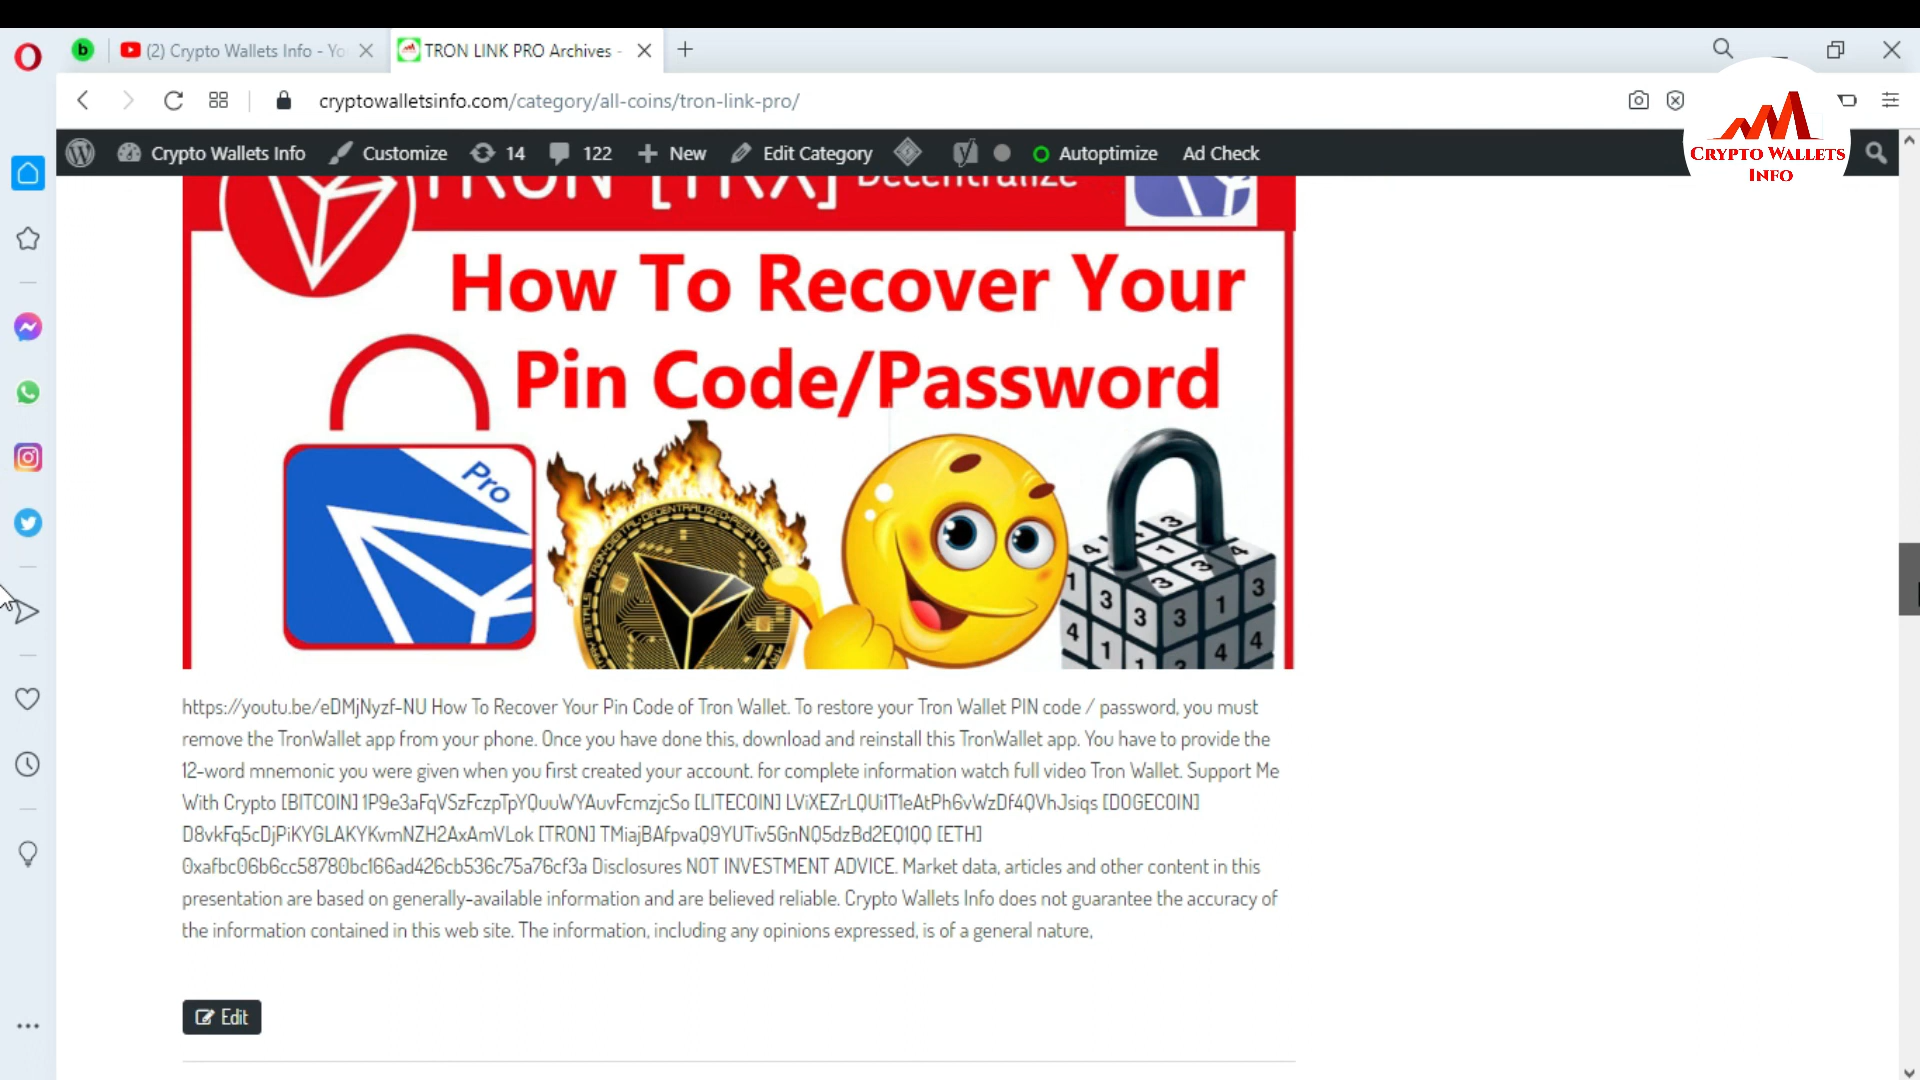 (2) Crypto Wallets Info - Yo
TRON LINK PRO Archives -
cryptowalletsinfo.com/category/all-coins/tron-link-pro/
Crypto Wallets Info Customize 14 122 New Edit Category Autoptimize Ad Check
CRYPTO WALLETS
INFO
TRON [TRX] Decentralize
How To Recover Your
Pin Code/Password
Pro
https://youtu.be/eDMjNyzf-NU How To Recover Your Pin Code of Tron Wallet. To restore your Tron Wallet PIN code / password, you must
remove the TronWallet app from your phone. Once you have done this, download and reinstall this TronWallet app. You have to provide the
12-word mnemonic you were given when you first created your account. for complete information watch full video Tron Wallet. Support Me
With Crypto [BITCOIN] 1P9e3aFqVSzFczpTpYQuuWYAuvFcmzjcSo [LITECOIN] LViXEZrLQUi1T1eAtPh6vWzDf4QVhJsiqs [DOGECOIN]
D8vkFq5cDjPiKYGLAKYKvmNZH2AxAmVLok [TRON] TMiajBAfpvaQ9YUTiv5GnNQ5dzBd2EQ1QQ [ETH]
0xafbc06b6cc58780bc166ad426cb536c75a76cf3a Disclosures NOT INVESTMENT ADVICE. Market data, articles and other content in this
presentation are based on generally-available information and are believed reliable. Crypto Wallets Info does not guarantee the accuracy of
the information contained in this web site. The information, including any opinions expressed, is of a general nature,
Edit